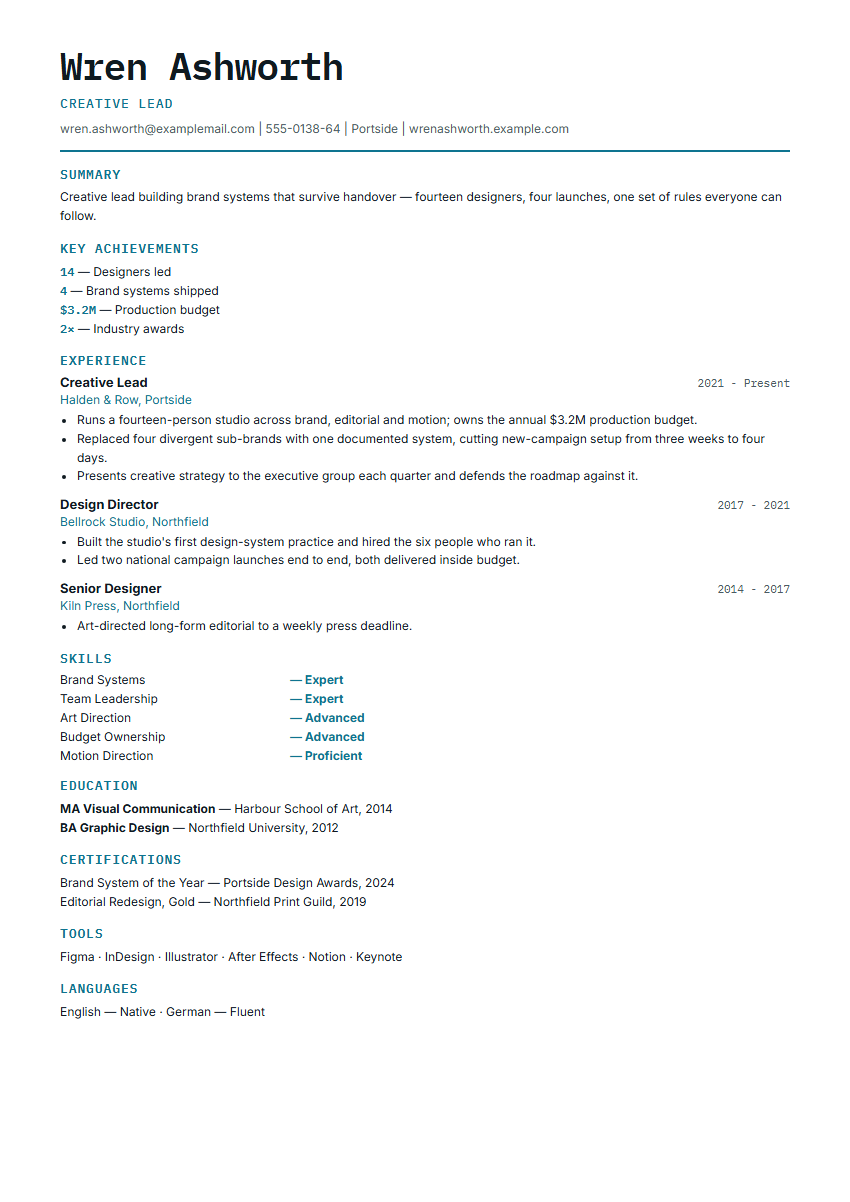 Wren Ashworth
CREATIVE LEAD
wren.ashworth@examplemail.com | 555-0138-64 | Portside | wrenashworth.example.com
SUMMARY
Creative lead building brand systems that survive handover — fourteen designers, four launches, one set of rules everyone can
follow.
KEY ACHIEVEMENTS
14 — Designers led
4 — Brand systems shipped
$3.2M — Production budget
2× — Industry awards
EXPERIENCE
Creative Lead 2021 - Present
Halden & Row, Portside
• Runs a fourteen-person studio across brand, editorial and motion; owns the annual $3.2M production budget.
• Replaced four divergent sub-brands with one documented system, cutting new-campaign setup from three weeks to four
days.
• Presents creative strategy to the executive group each quarter and defends the roadmap against it.
Design Director 2017 - 2021
Bellrock Studio, Northfield
• Built the studio's first design-system practice and hired the six people who ran it.
• Led two national campaign launches end to end, both delivered inside budget.
Senior Designer 2014 - 2017
Kiln Press, Northfield
• Art-directed long-form editorial to a weekly press deadline.
SKILLS
Brand Systems — Expert
Team Leadership — Expert
Art Direction — Advanced
Budget Ownership — Advanced
Motion Direction — Proficient
EDUCATION
MA Visual Communication — Harbour School of Art, 2014
BA Graphic Design — Northfield University, 2012
CERTIFICATIONS
Brand System of the Year — Portside Design Awards, 2024
Editorial Redesign, Gold — Northfield Print Guild, 2019
TOOLS
Figma · InDesign · Illustrator · After Effects · Notion · Keynote
LANGUAGES
English — Native · German — Fluent